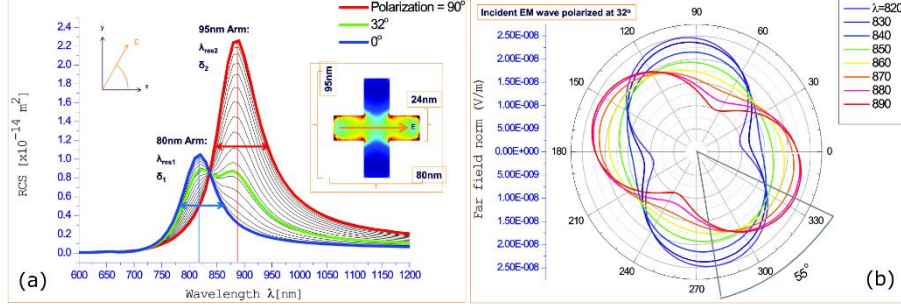 Polarization = 90°
32°
0°
95nm Arm:
λres2
δ2
80nm Arm:
λres1
δ1
y
E
x
95nm
24nm
E
80nm
RCS [x10^-14 m^2]
2.4
2.2
2.0
1.8
1.6
1.4
1.2
1.0
0.8
0.6
0.4
0.2
0.0
600 650 700 750 800 850 900 950 1000 1050 1100 1150 1200
Wavelength λ[nm]
(a)
Incident EM wave polarized at 32°
Far field norm (V/m)
2.50E-008
2.00E-008
1.50E-008
1.00E-008
5.00E-009
0.00E+000
5.00E-009
1.00E-008
1.50E-008
2.00E-008
2.50E-008
90
60
30
0
330
300
270
240
210
180
150
120
55°
λ=820
830
840
850
860
870
880
890
(b)